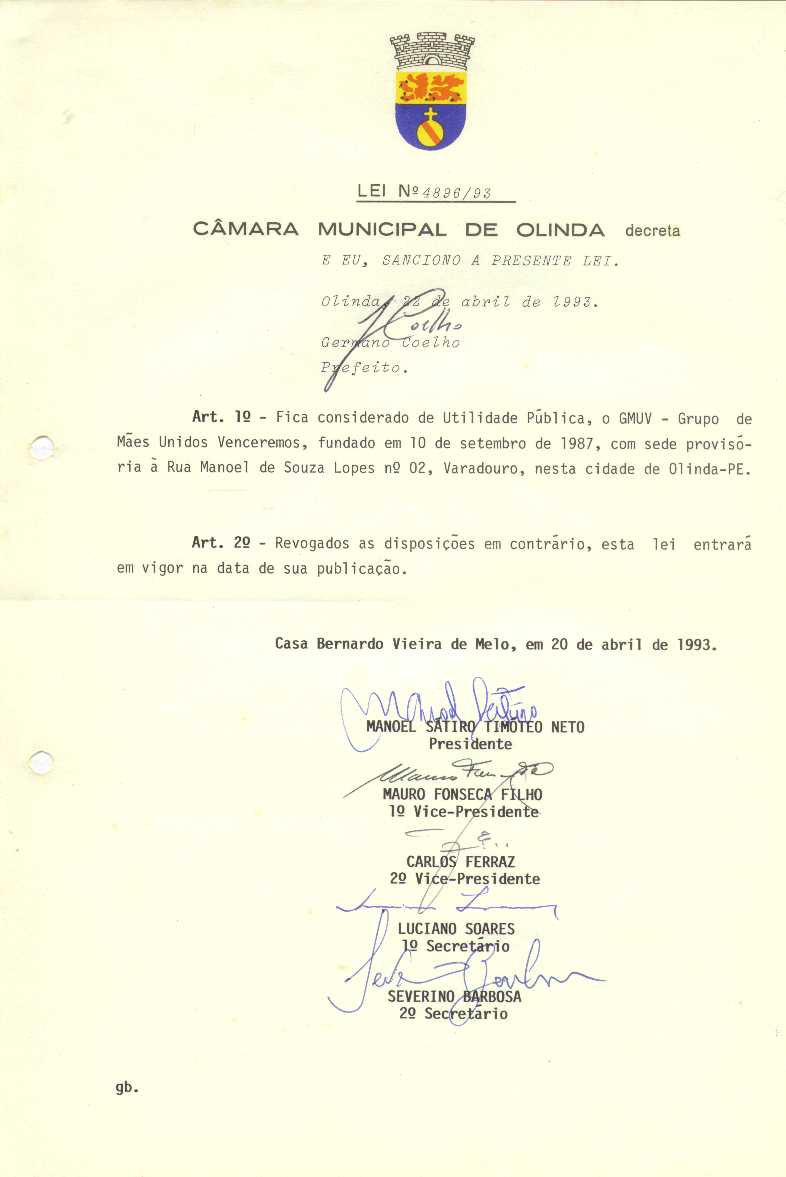 LEI Nº 4896/93
CÂMARA MUNICIPAL DE OLINDA decreta
E EU, SANCIONO A PRESENTE LEI.
Olinda, 22 de abril de 1993.
Coelho
Germano Coelho
Prefeito.
Art. 1º - Fica considerado de Utilidade Pública, o GMUV - Grupo de
Mães Unidos Venceremos, fundado em 10 de setembro de 1987, com sede provisó-
ria à Rua Manoel de Souza Lopes nº 02, Varadouro, nesta cidade de Olinda-PE.
Art. 2º - Revogados as disposições em contrário, esta lei entrará
em vigor na data de sua publicação.
Casa Bernardo Vieira de Melo, em 20 de abril de 1993.
MANOEL SÁTIRO TIMÓTEO NETO
Presidente
MAURO FONSECA FILHO
1º Vice-Presidente
CARLOS FERRAZ
2º Vice-Presidente
LUCIANO SOARES
1º Secretário
SEVERINO BARBOSA
2º Secretário
gb.